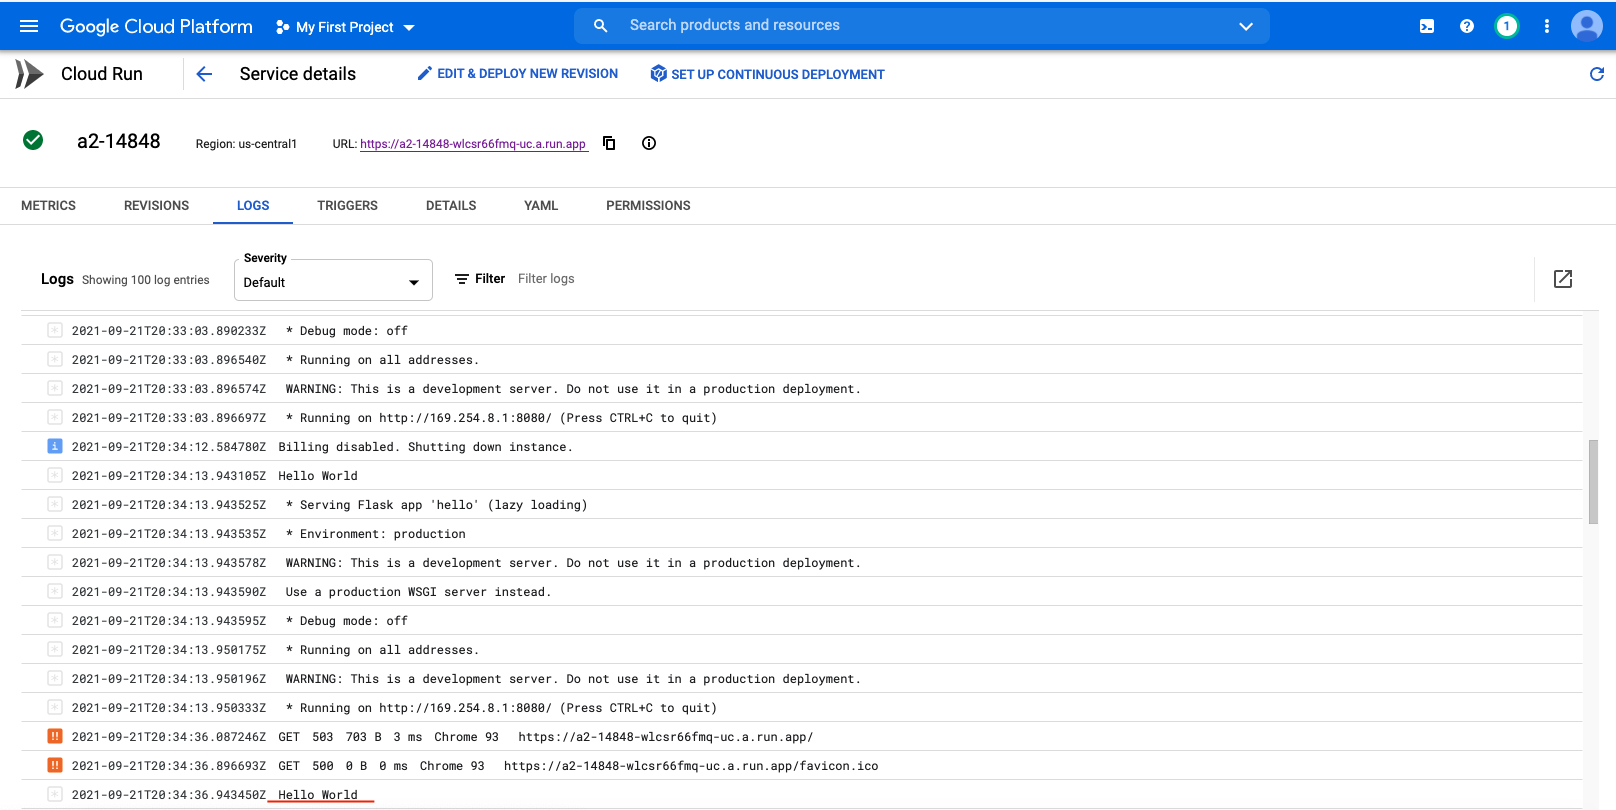 Google Cloud Platform My First Project Search products and resources 1
Cloud Run Service details EDIT & DEPLOY NEW REVISION SET UP CONTINUOUS DEPLOYMENT
a2-14848 Region: us-central1 URL: https://a2-14848-wlcsr66fmq-uc.a.run.app
METRICS REVISIONS LOGS TRIGGERS DETAILS YAML PERMISSIONS
Severity
Logs Showing 100 log entries Default Filter Filter logs
2021-09-21T20:33:03.890233Z * Debug mode: off
2021-09-21T20:33:03.896540Z * Running on all addresses.
2021-09-21T20:33:03.896574Z WARNING: This is a development server. Do not use it in a production deployment.
2021-09-21T20:33:03.896697Z * Running on http://169.254.8.1:8080/ (Press CTRL+C to quit)
2021-09-21T20:34:12.584780Z Billing disabled. Shutting down instance.
2021-09-21T20:34:13.943105Z Hello World
2021-09-21T20:34:13.943525Z * Serving Flask app 'hello' (lazy loading)
2021-09-21T20:34:13.943535Z * Environment: production
2021-09-21T20:34:13.943578Z WARNING: This is a development server. Do not use it in a production deployment.
2021-09-21T20:34:13.943590Z Use a production WSGI server instead.
2021-09-21T20:34:13.943595Z * Debug mode: off
2021-09-21T20:34:13.950175Z * Running on all addresses.
2021-09-21T20:34:13.950196Z WARNING: This is a development server. Do not use it in a production deployment.
2021-09-21T20:34:13.950333Z * Running on http://169.254.8.1:8080/ (Press CTRL+C to quit)
!! 2021-09-21T20:34:36.087246Z GET 503 703 B 3 ms Chrome 93 https://a2-14848-wlcsr66fmq-uc.a.run.app/
!! 2021-09-21T20:34:36.896693Z GET 500 0 B 0 ms Chrome 93 https://a2-14848-wlcsr66fmq-uc.a.run.app/favicon.ico
2021-09-21T20:34:36.943450Z Hello World